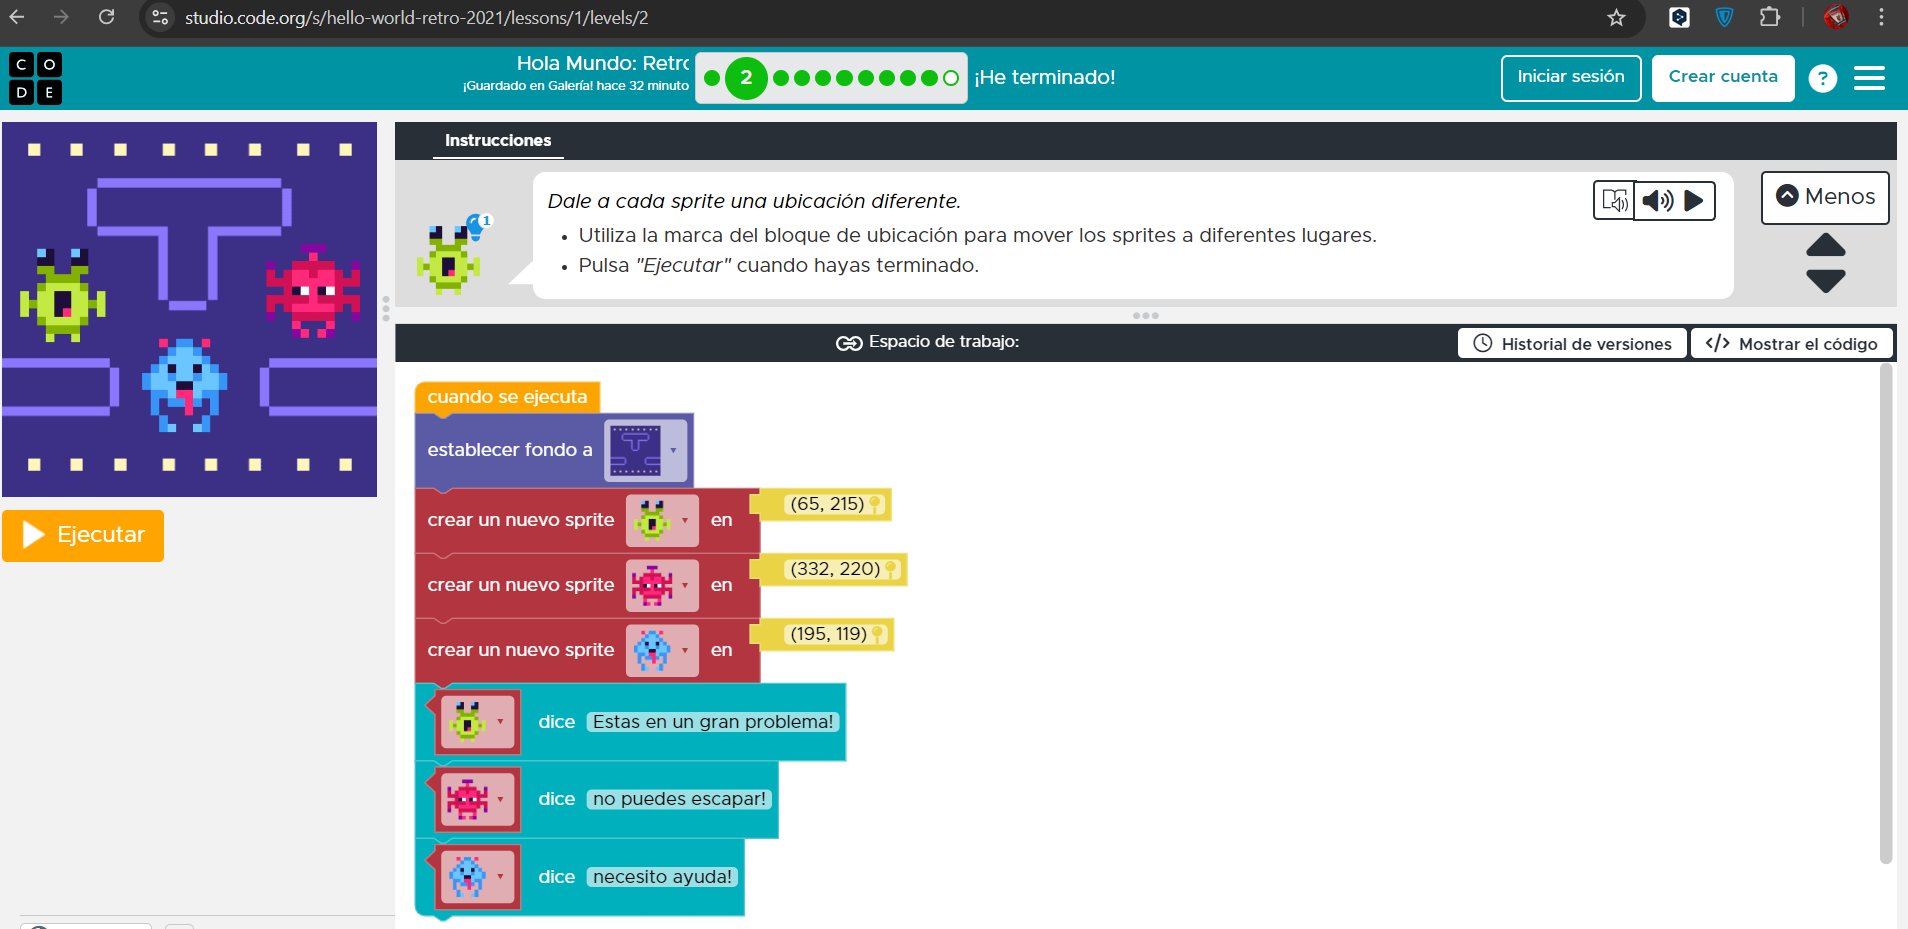 studio.code.org/s/hello-world-retro-2021/lessons/1/levels/2
C O
D E
Hola Mundo: Retro
¡Guardado en Galería! hace 32 minuto
2
¡He terminado!
Iniciar sesión
Crear cuenta
?
Instrucciones
1
Dale a cada sprite una ubicación diferente.
• Utiliza la marca del bloque de ubicación para mover los sprites a diferentes lugares.
• Pulsa "Ejecutar" cuando hayas terminado.
Menos
Ejecutar
Espacio de trabajo:
Historial de versiones
</> Mostrar el código
cuando se ejecuta
establecer fondo a
crear un nuevo sprite en (65, 215)
crear un nuevo sprite en (332, 220)
crear un nuevo sprite en (195, 119)
dice Estas en un gran problema!
dice no puedes escapar!
dice necesito ayuda!